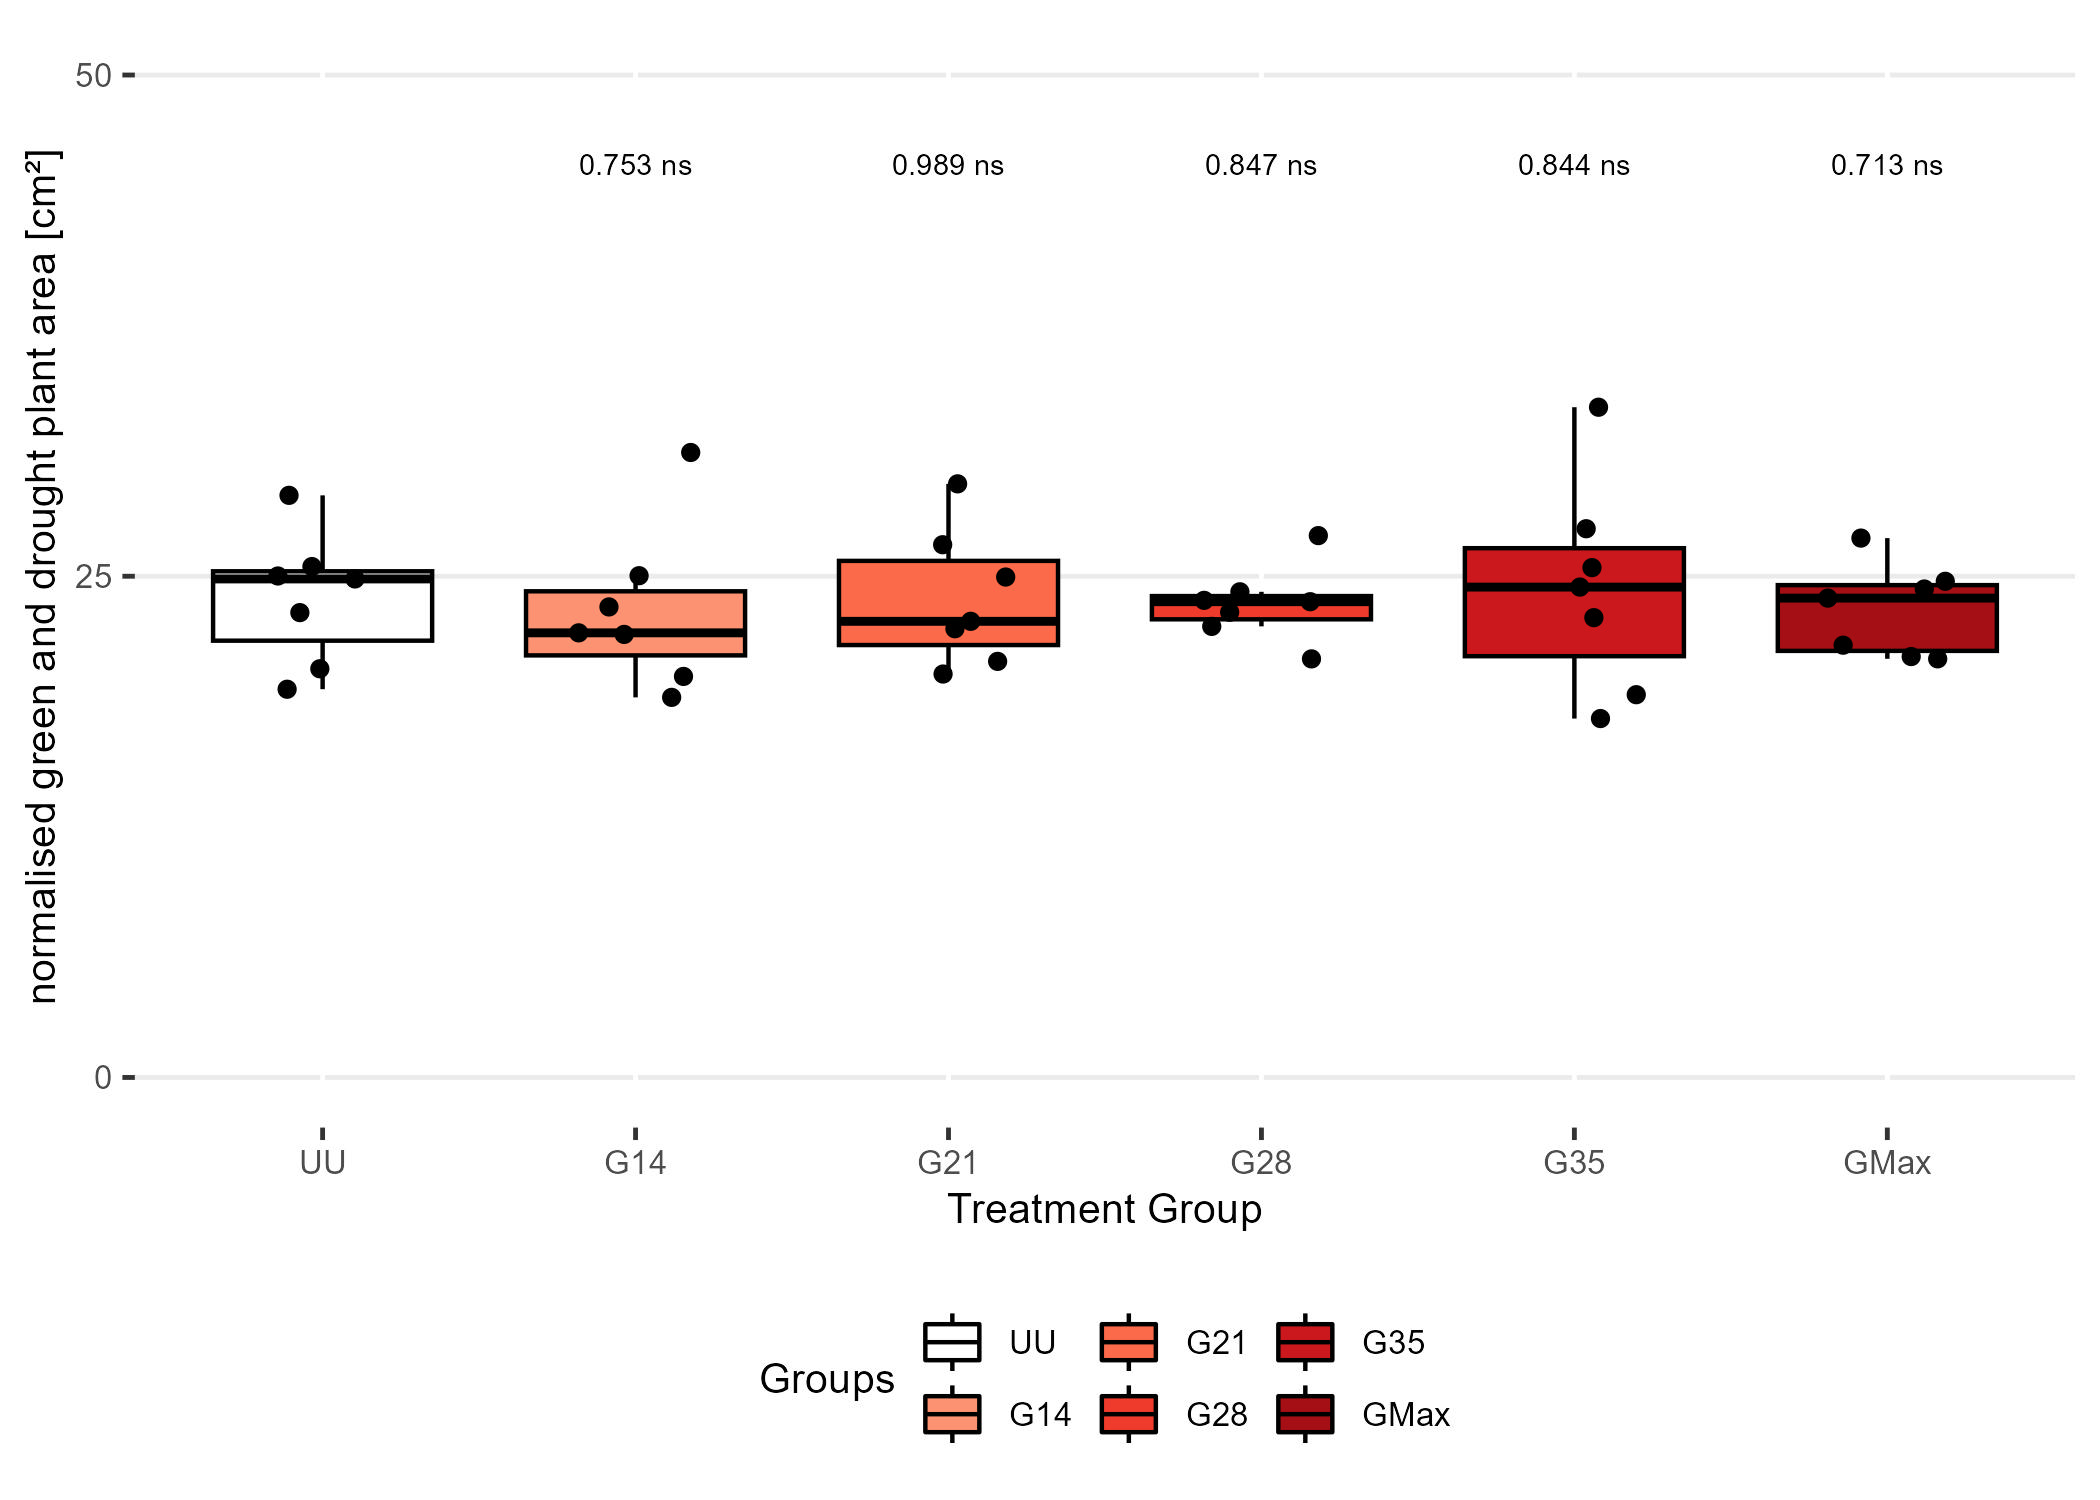 50
0.753 ns 0.989 ns 0.847 ns 0.844 ns 0.713 ns
normalised green and drought plant area [cm²]
25
0
UU G14 G21 G28 G35 GMax
Treatment Group
Groups
UU G21 G35
G14 G28 GMax